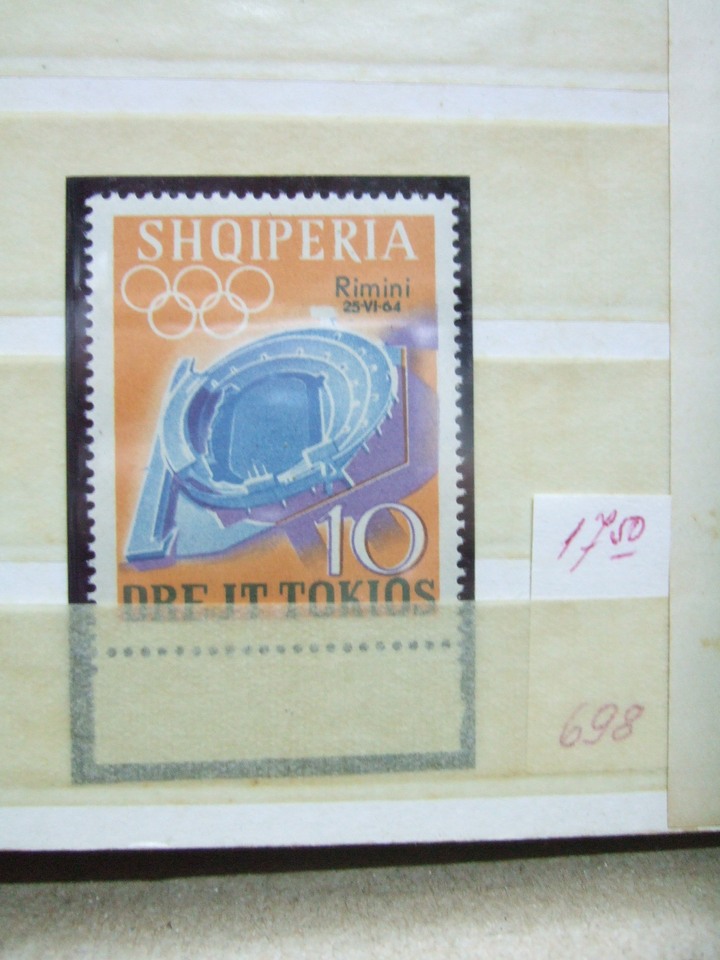 SHQIPERIA
Rimini
25-VI-64
10
DREJT TOKIOS
17 50
698